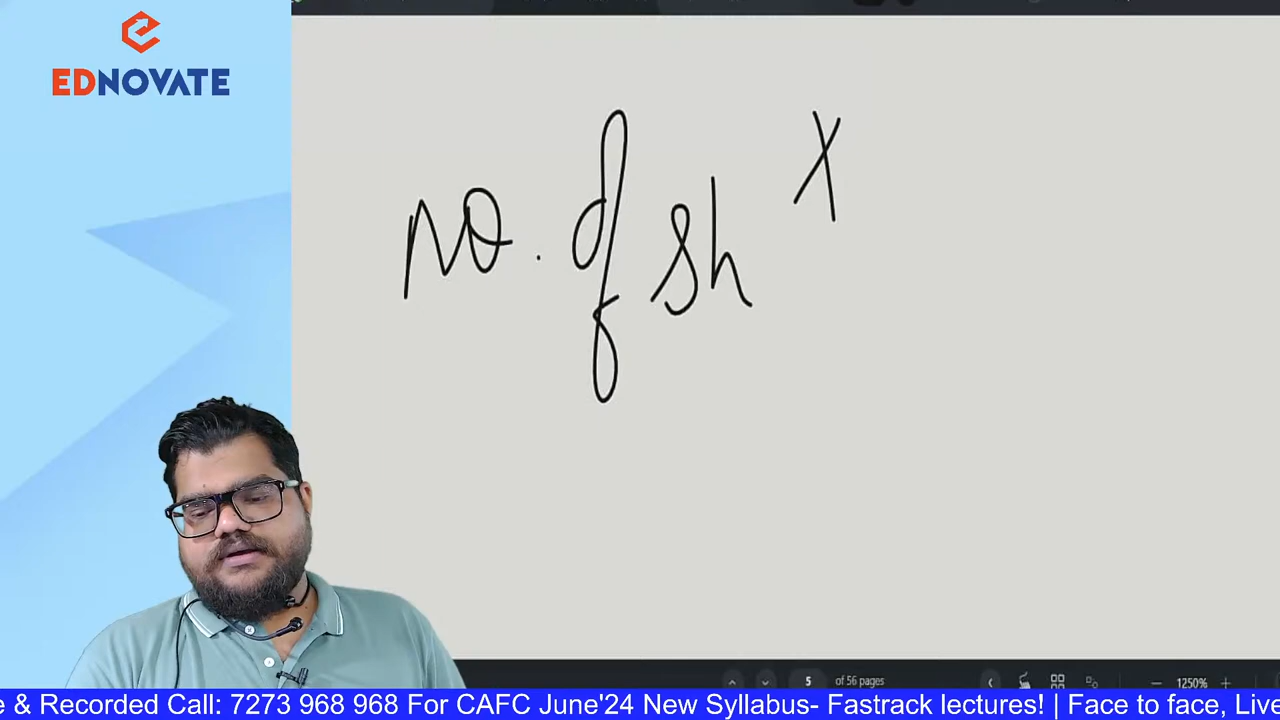 EDNOVATE
no. of sh X
5 of 56 pages
1250%
e & Recorded Call: 7273 968 968 For CAFC June'24 New Syllabus- Fastrack lectures! | Face to face, Live